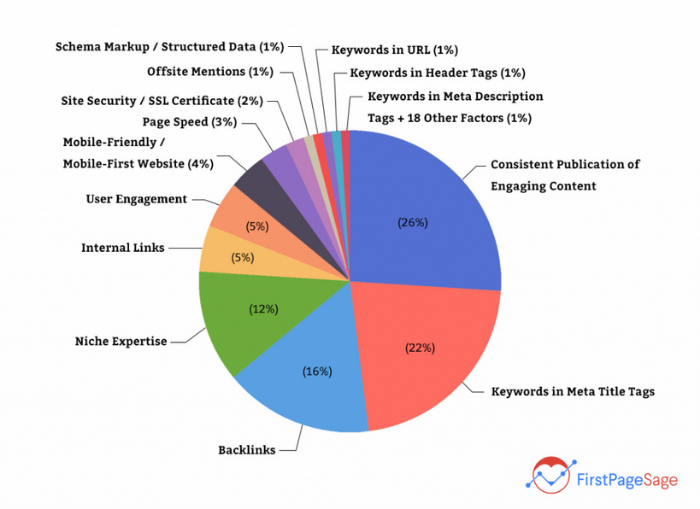 Schema Markup / Structured Data (1%)
Keywords in URL (1%)
Offsite Mentions (1%)
Keywords in Header Tags (1%)
Site Security / SSL Certificate (2%)
Keywords in Meta Description
Tags + 18 Other Factors (1%)
Page Speed (3%)
Mobile-Friendly /
Mobile-First Website (4%)
Consistent Publication of
Engaging Content
(26%)
User Engagement
(5%)
Internal Links
(5%)
Niche Expertise
(12%)
(22%)
Keywords in Meta Title Tags
(16%)
Backlinks
FirstPageSage